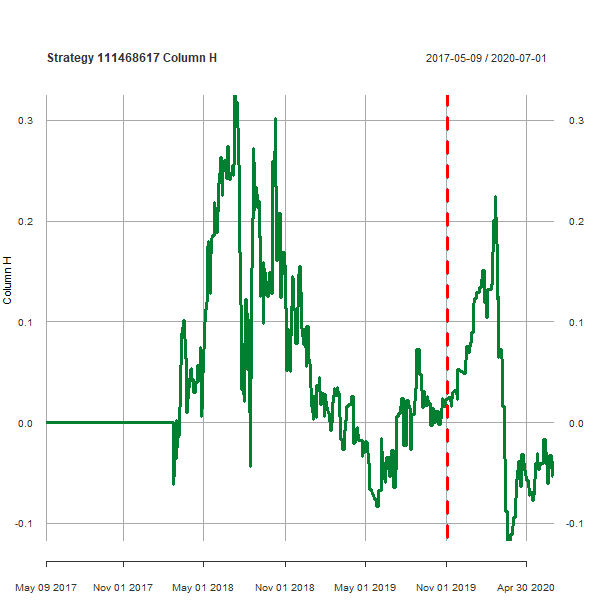 Strategy 111468617 Column H
2017-05-09 / 2020-07-01
0.3
0.2
0.1
0.0
-0.1
0.3
0.2
0.1
0.0
-0.1
Column H
May 09 2017
Nov 01 2017
May 01 2018
Nov 01 2018
May 01 2019
Nov 01 2019
Apr 30 2020